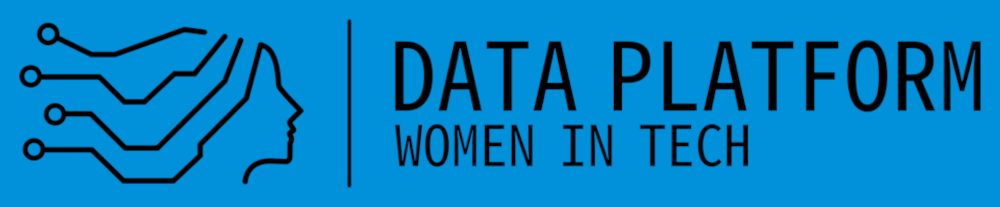 DATA PLATFORM
WOMEN IN TECH